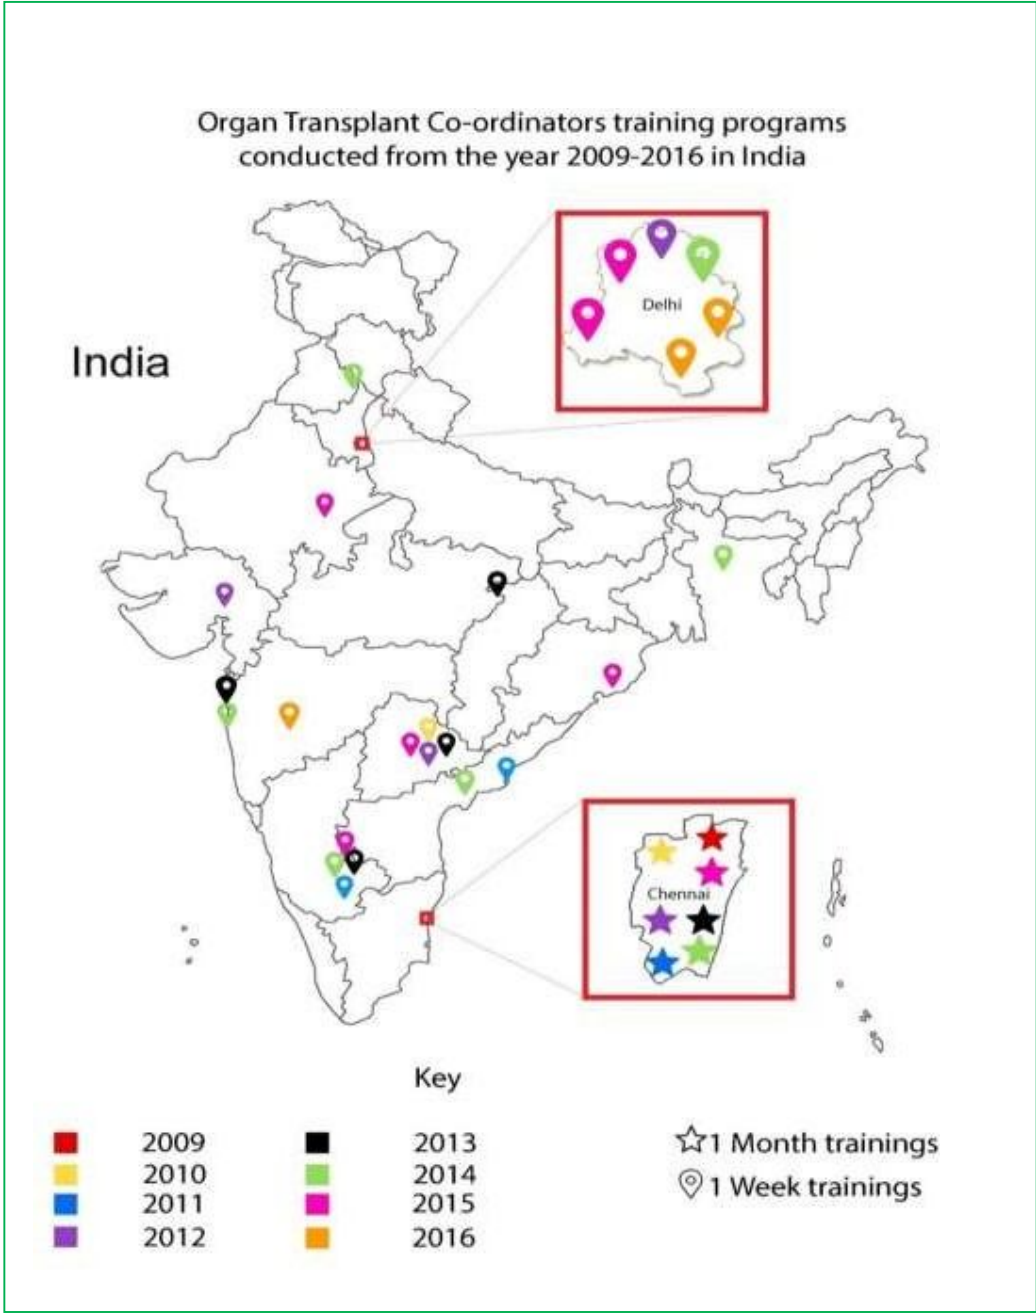 Organ Transplant Co-ordinators training programs
conducted from the year 2009-2016 in India
India
Delhi
Chennai
Key
2009
2010
2011
2012
2013
2014
2015
2016
1 Month trainings
1 Week trainings